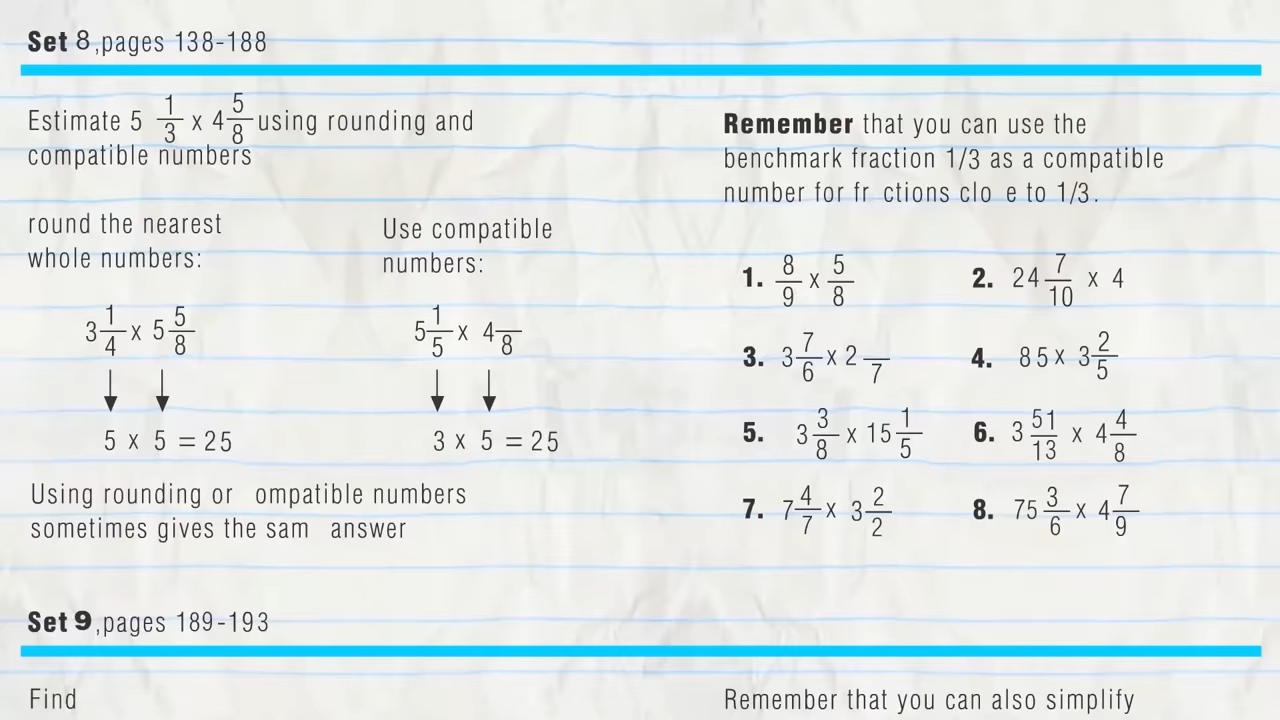 Set 8,pages 138-188
Estimate 5 1/3 x 4 5/8 using rounding and
compatible numbers
round the nearest
whole numbers:
3 1/4 x 5 5/8
5 x 5 = 25
Use compatible
numbers:
5 1/5 x 4 /8
3 x 5 = 25
Using rounding or ompatible numbers
sometimes gives the sam answer
Remember that you can use the
benchmark fraction 1/3 as a compatible
number for fr ctions clo e to 1/3.
1. 8/9 x 5/8
2. 24 7/10 x 4
3. 3 7/6 x 2 /7
4. 85 x 3 2/5
5. 3 3/8 x 15 1/5
6. 3 51/13 x 4 4/8
7. 7 4/7 x 3 2/2
8. 75 3/6 x 4 7/9
Set 9,pages 189-193
Find
Remember that you can also simplify